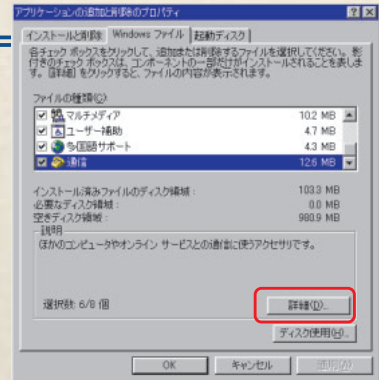 アプリケーションの追加と削除のプロパティ
インストールと削除 Windows ファイル 起動ディスク
各チェック ボックスをクリックして、追加または削除するファイルを選択してください。影
付きのチェック ボックスは、コンポーネントの一部だけがインストールされることを表しま
す。[詳細] をクリックすると、ファイルの内容が表示されます。
ファイルの種類(C):
マルチメディア 10.2 MB
ユーザー補助 4.7 MB
多国語サポート 4.3 MB
通信 12.6 MB
インストール済みファイルのディスク領域: 103.3 MB
必要なディスク領域: 0.0 MB
空きディスク領域: 980.9 MB
説明
ほかのコンピュータやオンライン サービスとの通信に使うアクセサリです。
選択数: 6/8 個
詳細(D)...
ディスク使用(H)...
OK キャンセル 適用(A)